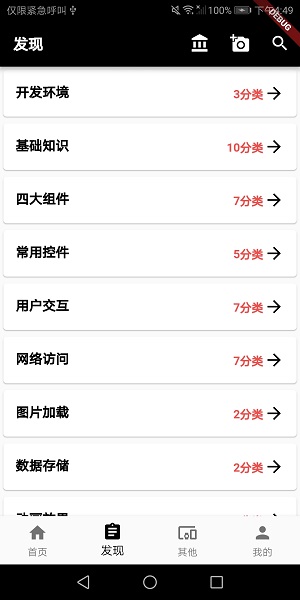 仅限紧急呼叫 100% 下午4:49
DEBUG
发现
开发环境 3分类
基础知识 10分类
四大组件 7分类
常用控件 5分类
用户交互 7分类
网络访问 7分类
图片加载 2分类
数据存储 2分类
首页 发现 其他 我的